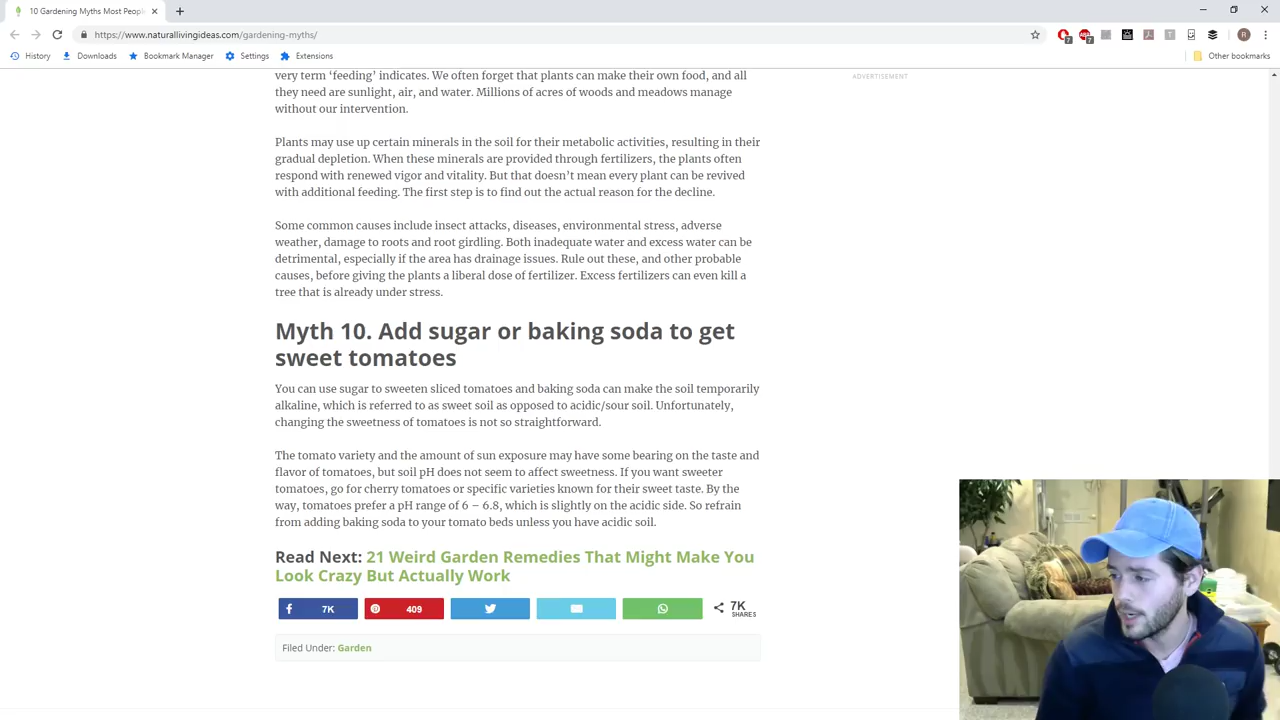 10 Gardening Myths Most Peopl
https://www.naturallivingideas.com/gardening-myths/
7
7
R
History
Downloads
Bookmark Manager
Settings
Extensions
Other bookmarks
ADVERTISEMENT
very term ‘feeding’ indicates. We often forget that plants can make their own food, and all
they need are sunlight, air, and water. Millions of acres of woods and meadows manage
without our intervention.
Plants may use up certain minerals in the soil for their metabolic activities, resulting in their
gradual depletion. When these minerals are provided through fertilizers, the plants often
respond with renewed vigor and vitality. But that doesn’t mean every plant can be revived
with additional feeding. The first step is to find out the actual reason for the decline.
Some common causes include insect attacks, diseases, environmental stress, adverse
weather, damage to roots and root girdling. Both inadequate water and excess water can be
detrimental, especially if the area has drainage issues. Rule out these, and other probable
causes, before giving the plants a liberal dose of fertilizer. Excess fertilizers can even kill a
tree that is already under stress.
Myth 10. Add sugar or baking soda to get
sweet tomatoes
You can use sugar to sweeten sliced tomatoes and baking soda can make the soil temporarily
alkaline, which is referred to as sweet soil as opposed to acidic/sour soil. Unfortunately,
changing the sweetness of tomatoes is not so straightforward.
The tomato variety and the amount of sun exposure may have some bearing on the taste and
flavor of tomatoes, but soil pH does not seem to affect sweetness. If you want sweeter
tomatoes, go for cherry tomatoes or specific varieties known for their sweet taste. By the
way, tomatoes prefer a pH range of 6 – 6.8, which is slightly on the acidic side. So refrain
from adding baking soda to your tomato beds unless you have acidic soil.
Read Next: 21 Weird Garden Remedies That Might Make You
Look Crazy But Actually Work
7K
409
7K
SHARES
Filed Under: Garden